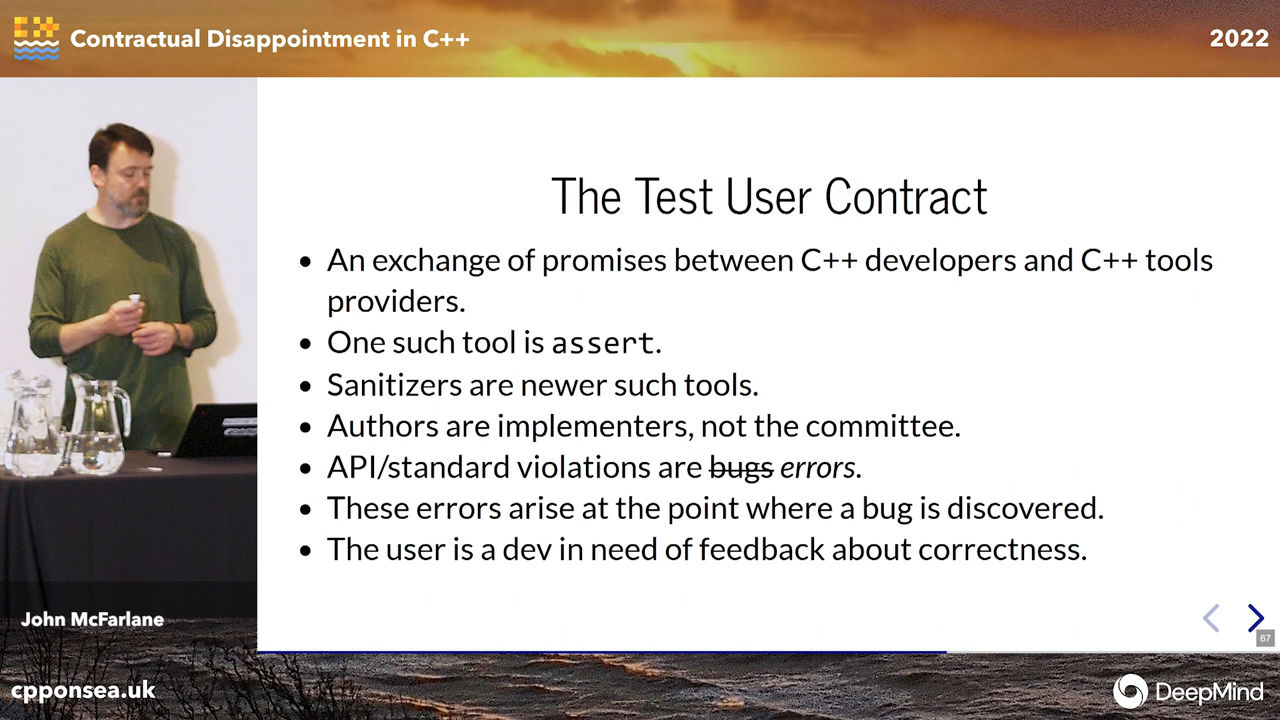 Contractual Disappointment in C++
2022
The Test User Contract
• An exchange of promises between C++ developers and C++ tools
providers.
• One such tool is assert.
• Sanitizers are newer such tools.
• Authors are implementers, not the committee.
• API/standard violations are bugs errors.
• These errors arise at the point where a bug is discovered.
• The user is a dev in need of feedback about correctness.
67
John McFarlane
cpponsea.uk
DeepMind